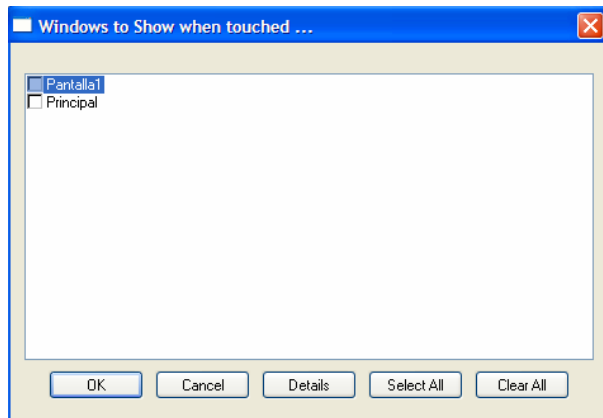 Windows to Show when touched ...
Pantalla1
Principal
OK Cancel Details Select All Clear All